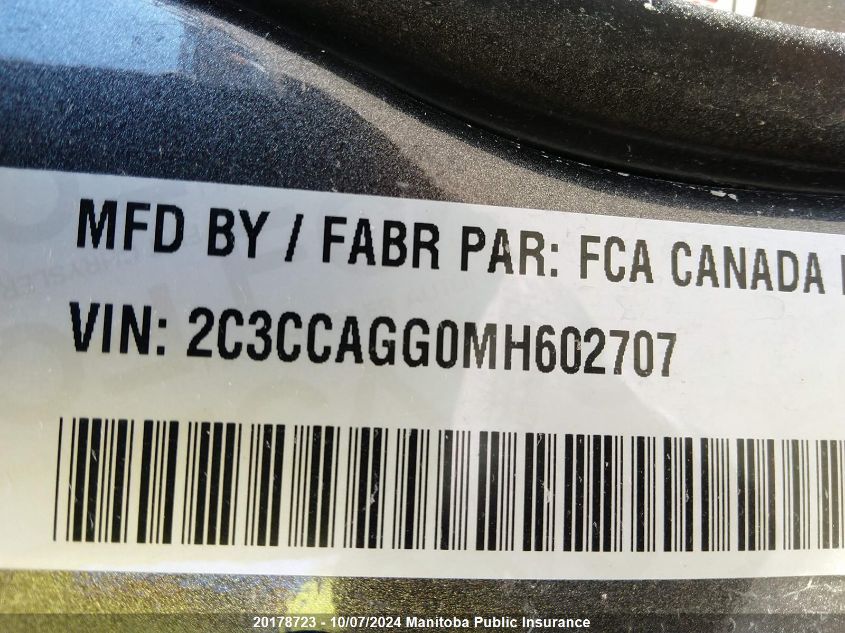 MFD BY / FABR PAR: FCA CANADA
VIN: 2C3CCAGG0MH602707
20178723 - 10/07/2024 Manitoba Public Insurance